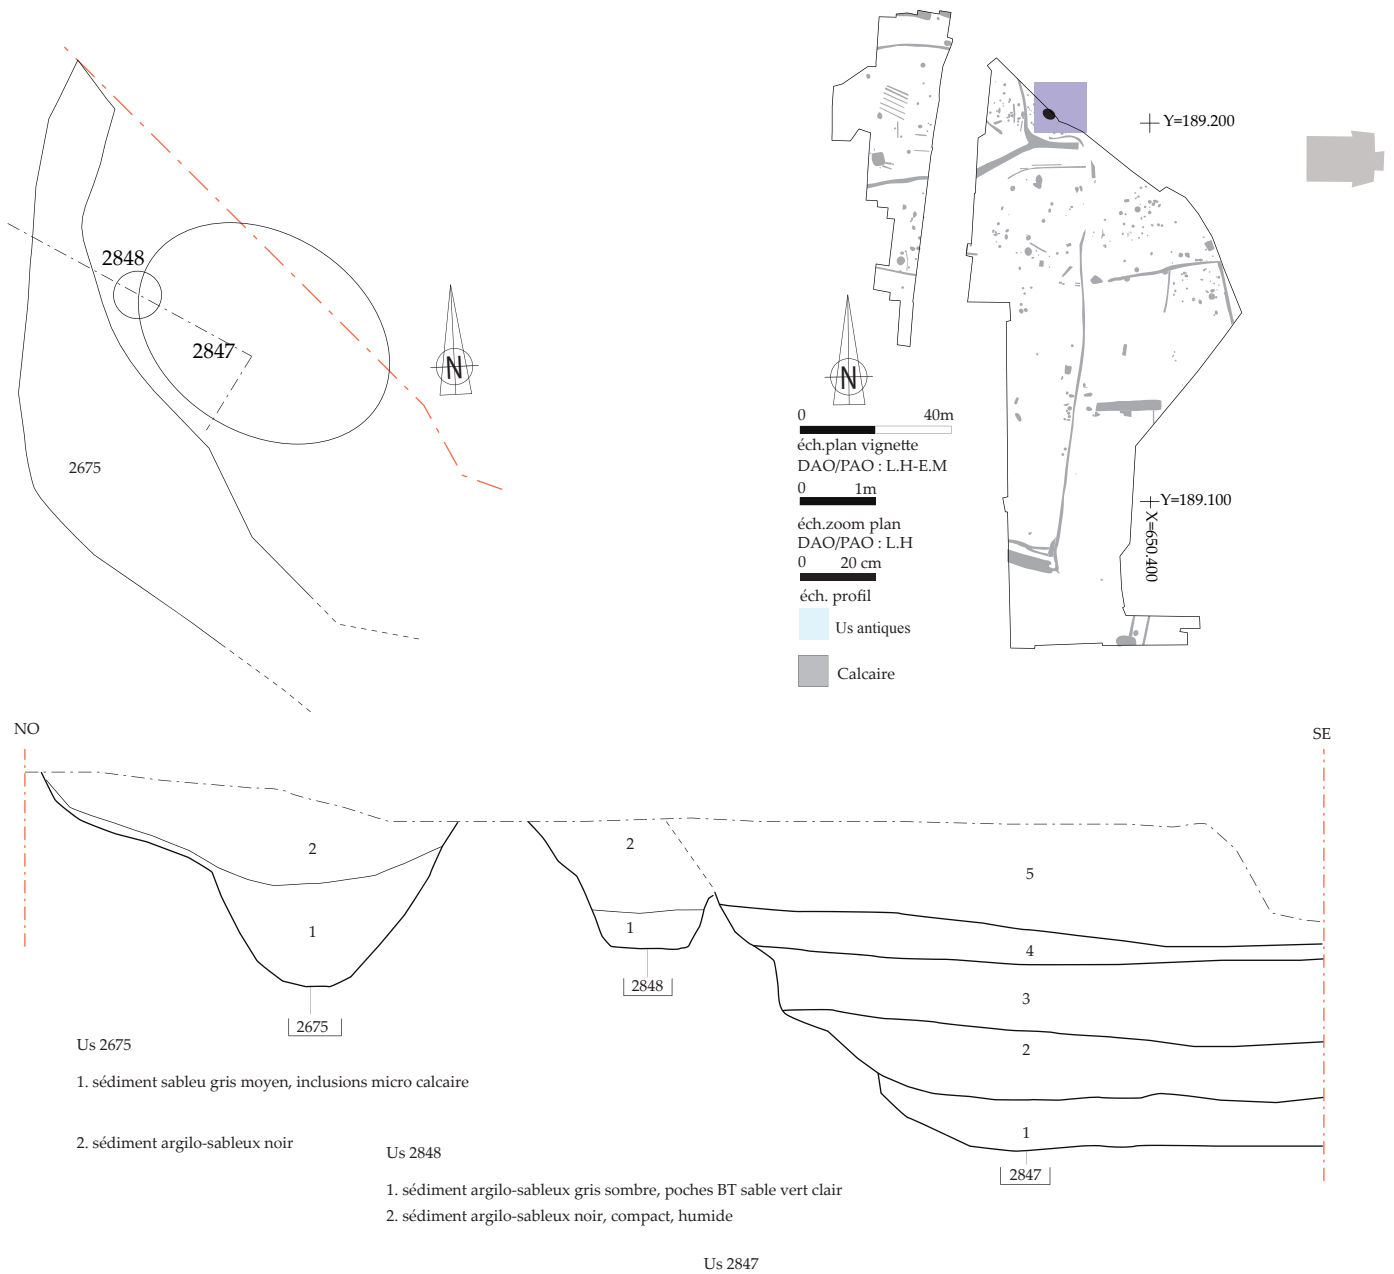 2848
2847
2675
N
Y=189.200
N
0 40m
éch.plan vignette
DAO/PAO : L.H-E.M
0 1m
éch.zoom plan
DAO/PAO : L.H
0 20 cm
éch. profil
Us antiques
Calcaire
Y=189.100
X=650.400
NO
SE
2
1
2675
2
1
2848
5
4
3
2
1
2847
Us 2675
1. sédiment sableu gris moyen, inclusions micro calcaire
2. sédiment argilo-sableux noir
Us 2848
1. sédiment argilo-sableux gris sombre, poches BT sable vert clair
2. sédiment argilo-sableux noir, compact, humide
Us 2847